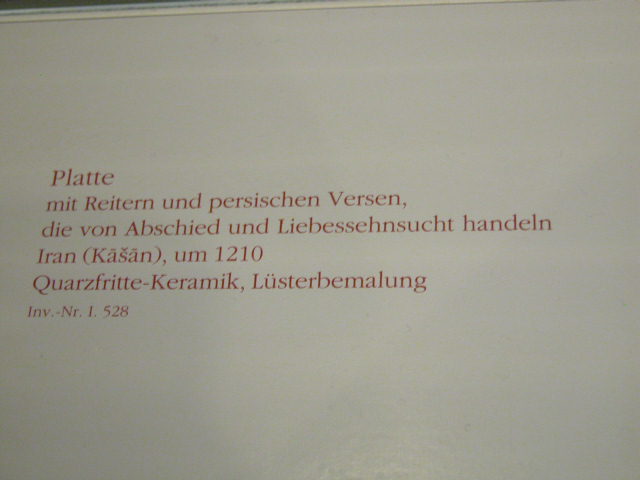 Platte
mit Reitern und persischen Versen,
die von Abschied und Liebessehnsucht handeln
Iran (Kāšān), um 1210
Quarzfritte-Keramik, Lüsterbemalung
Inv.-Nr. I. 528